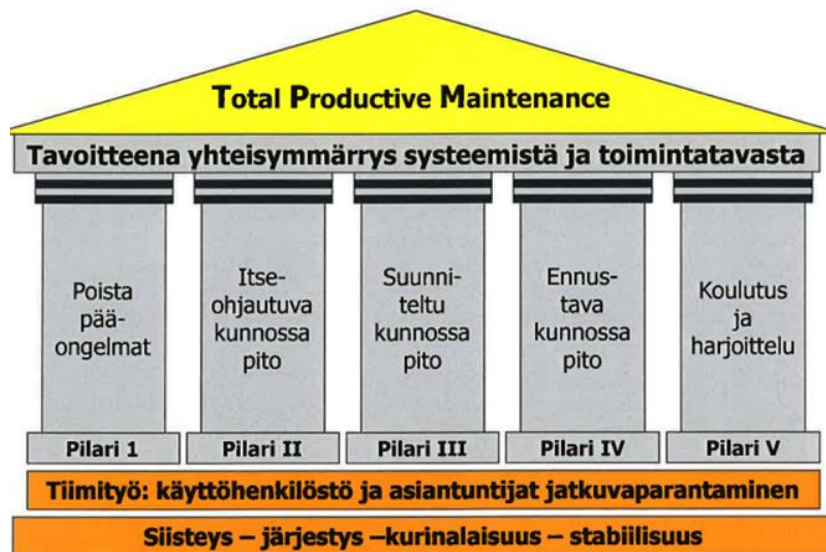 Total Productive Maintenance
Tavoitteena yhteisymmärrys systeemistä ja toimintatavasta
Poista
pää-
ongelmat
Itse-
ohjautuva
kunnossa
pito
Suunni-
teltu
kunnossa
pito
Ennus-
tava
kunnossa
pito
Koulutus
ja
harjoittelu
Pilari 1
Pilari II
Pilari III
Pilari IV
Pilari V
Tiimityö: käyttöhenkilöstö ja asiantuntijat jatkuvaparantaminen
Siisteys – järjestys –kurinalaisuus – stabiilisuus